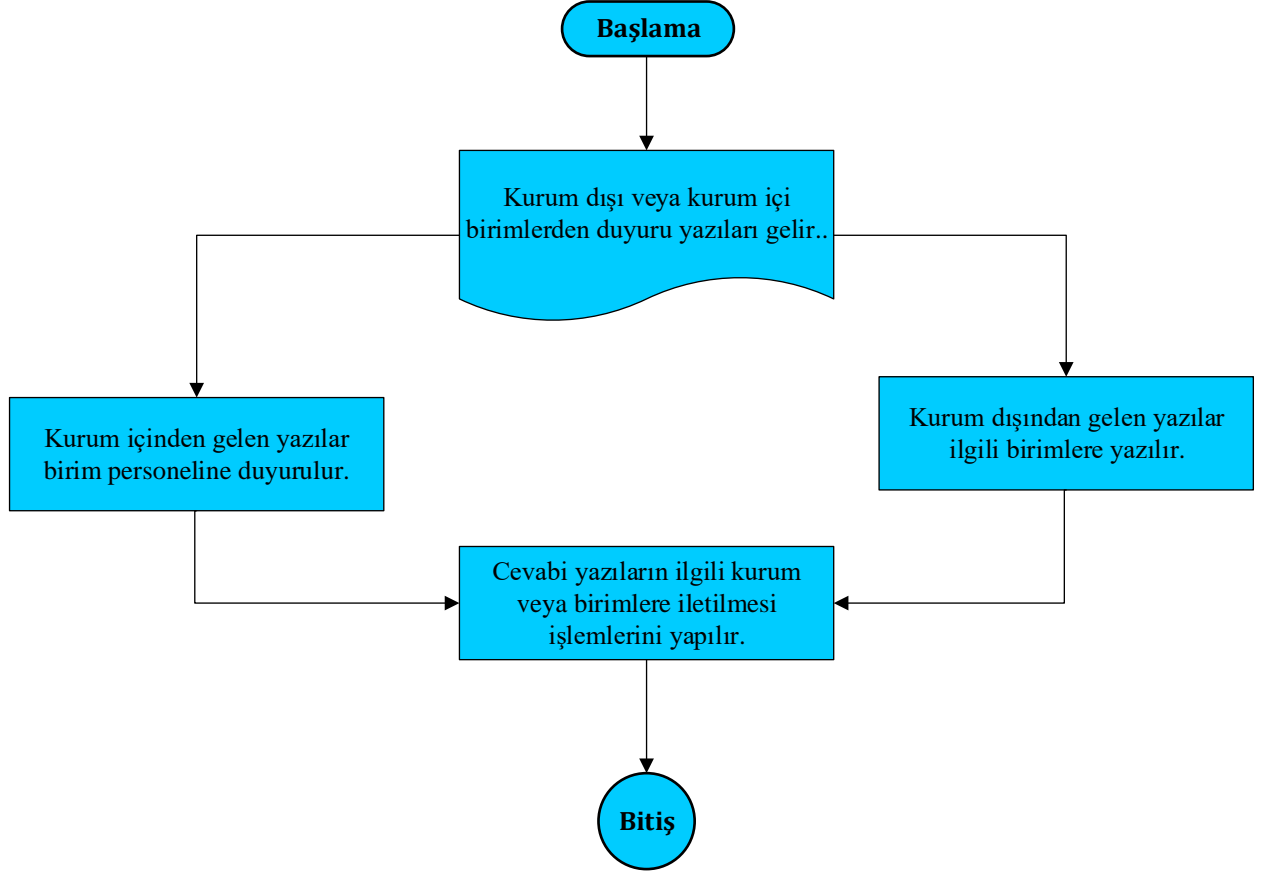 Başlama
Kurum dışı veya kurum içi
birimlerden duyuru yazıları gelir..
Kurum içinden gelen yazılar
birim personeline duyurulur.
Kurum dışından gelen yazılar
ilgili birimlere yazılır.
Cevabi yazıların ilgili kurum
veya birimlere iletilmesi
işlemlerini yapılır.
Bitiş